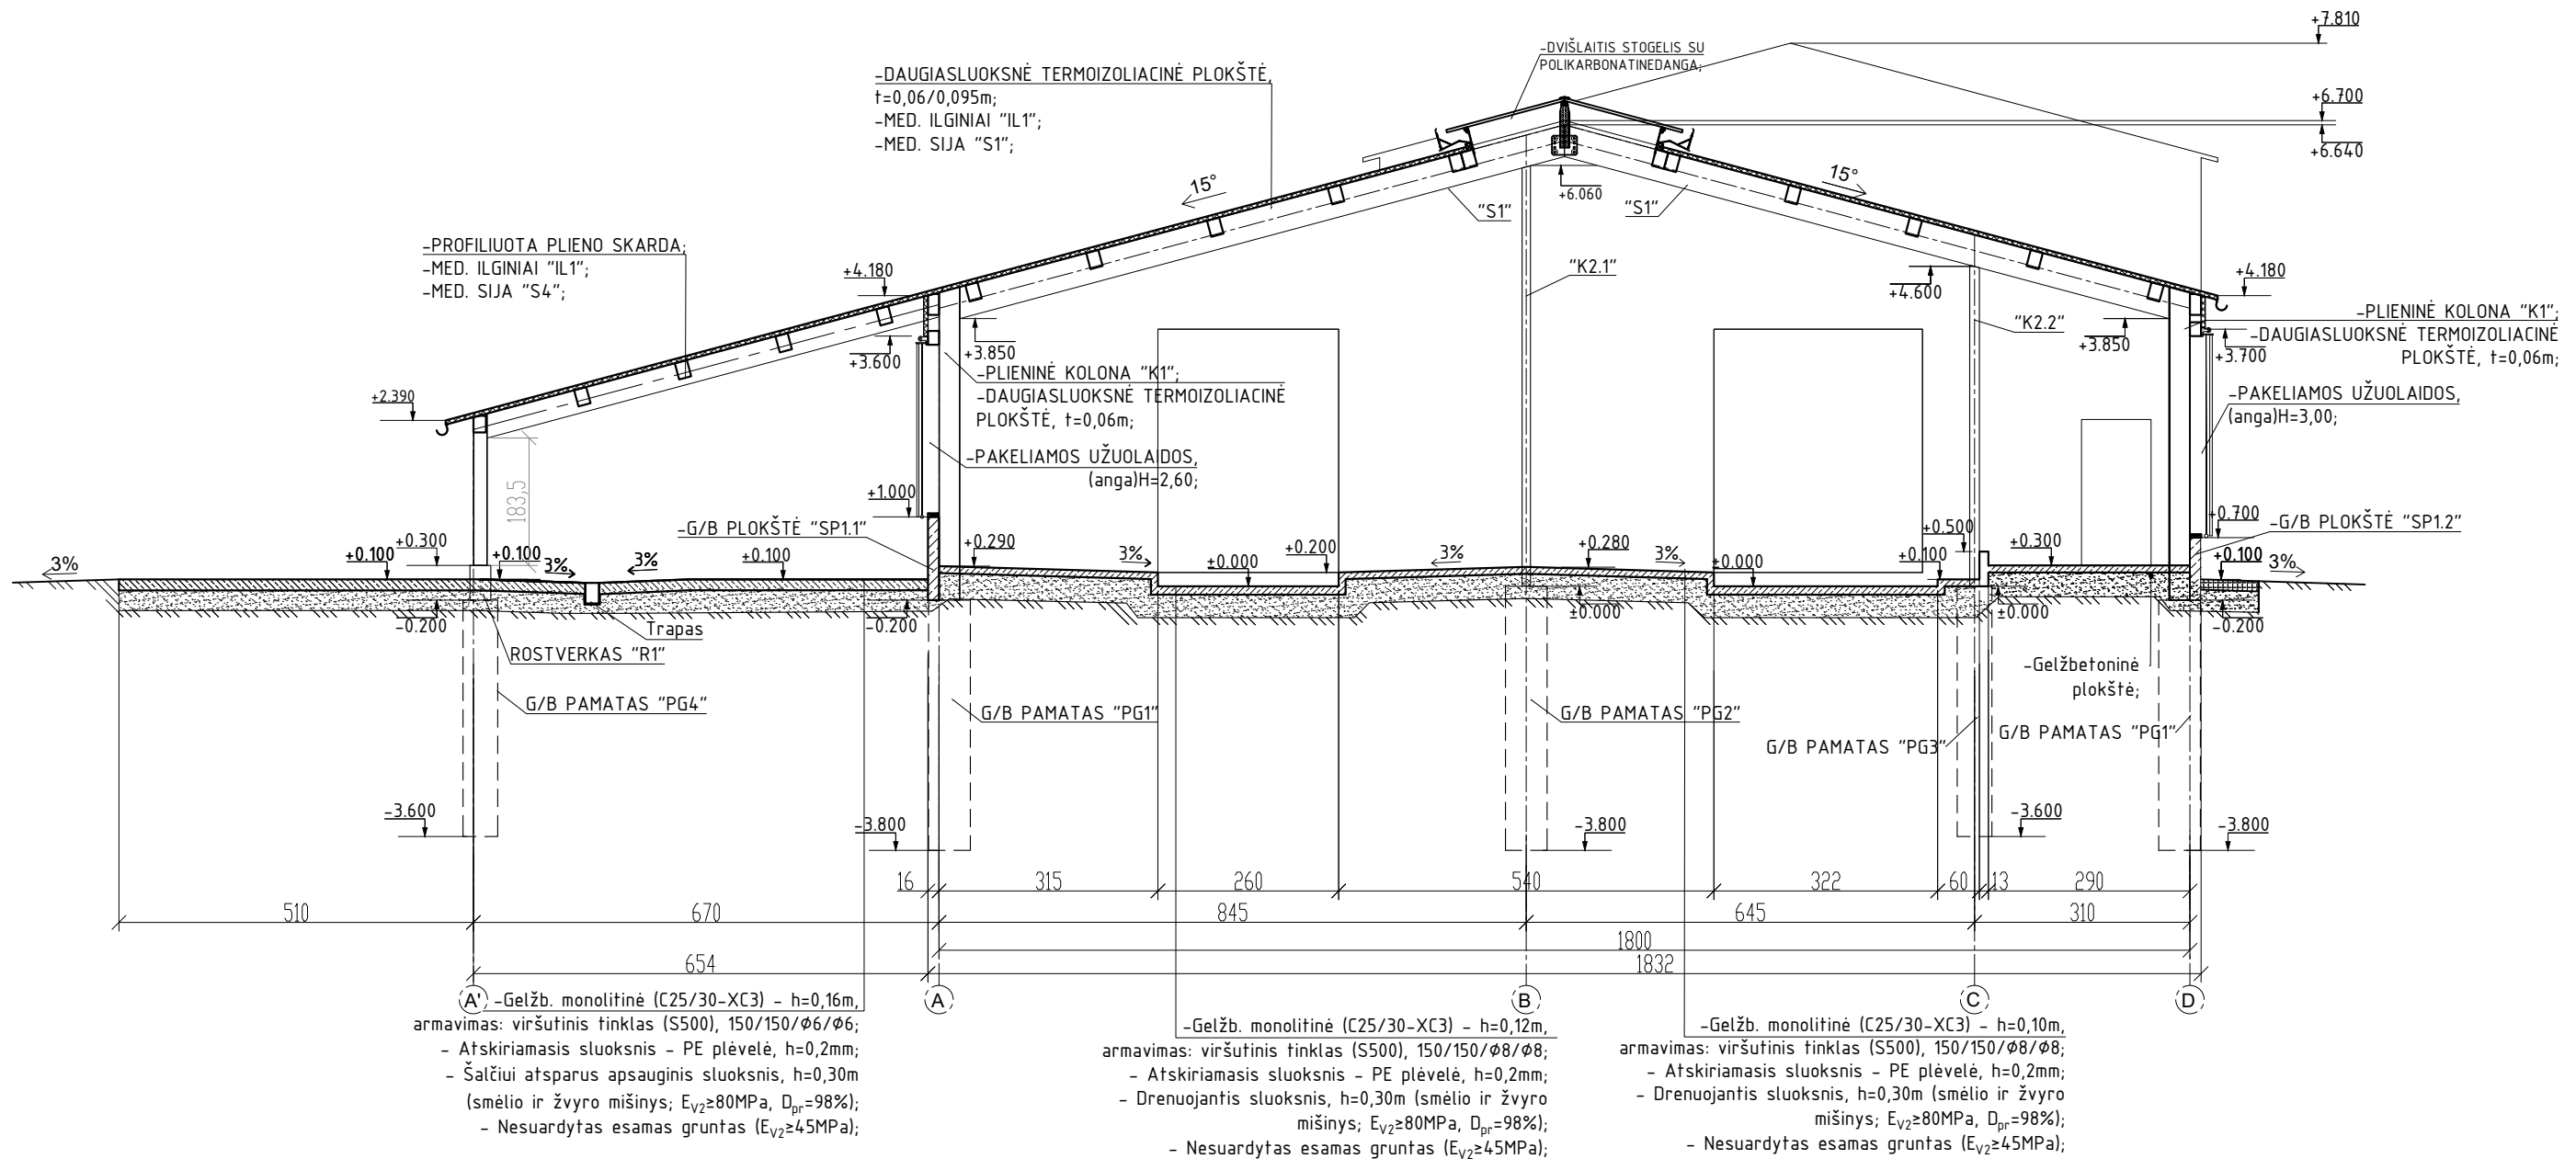 +7.810
-DVIŠLAITIS STOGELIS SU
POLIKARBONATINEDANGA;
-DAUGIASLUOKSNĖ TERMOIZOLIACINĖ PLOKŠTĖ,
t=0,06/0,095m;
-MED. ILGINIAI "IL1";
-MED. SIJA "S1";
+6.700
+6.640
15°
15°
+6.060
"S1"
"S1"
-PROFILIUOTA PLIENO SKARDA;
-MED. ILGINIAI "IL1";
-MED. SIJA "S4";
+4.180
"K2.1"
+4.600
+4.180
-PLIENINĖ KOLONA "K1";
-DAUGIASLUOKSNĖ TERMOIZOLIACINĖ
PLOKŠTĖ, t=0,06m;
"K2.2"
+3.850
+3.700
+3.600
+3.850
-PLIENINĖ KOLONA "K1";
-DAUGIASLUOKSNĖ TERMOIZOLIACINĖ
PLOKŠTĖ, t=0,06m;
+2.390
-PAKELIAMOS UŽUOLAIDOS,
(anga)H=3,00;
-PAKELIAMOS UŽUOLAIDOS,
(anga)H=2,60;
183,5
+1.000
-G/B PLOKŠTĖ "SP1.1"
+0.700
-G/B PLOKŠTĖ "SP1.2"
3%
+0.100
+0.300
+0.100
3%
3%
+0.100
+0.290
3%
±0.000
+0.200
3%
+0.280
3%
±0.000
+0.500
+0.100
+0.300
+0.100
3%
-0.200
Trapas
-0.200
±0.000
±0.000
-0.200
ROSTVERKAS "R1"
-Gelžbetoninė
plokštė;
G/B PAMATAS "PG4"
G/B PAMATAS "PG1"
G/B PAMATAS "PG2"
G/B PAMATAS "PG3"
G/B PAMATAS "PG1"
-3.600
-3.800
-3.800
-3.600
-3.800
16
315
260
540
322
60
13
290
510
670
845
645
310
1800
654
1832
A'
A
B
C
D
-Gelžb. monolitinė (C25/30-XC3) - h=0,16m,
armavimas: viršutinis tinklas (S500), 150/150/Ø6/Ø6;
- Atskiriamasis sluoksnis - PE plėvelė, h=0,2mm;
- Šalčiui atsparus apsauginis sluoksnis, h=0,30m
(smėlio ir žvyro mišinys; EV2≥80MPa, Dpr=98%);
- Nesuardytas esamas gruntas (EV2≥45MPa);
-Gelžb. monolitinė (C25/30-XC3) - h=0,12m,
armavimas: viršutinis tinklas (S500), 150/150/Ø8/Ø8;
- Atskiriamasis sluoksnis - PE plėvelė, h=0,2mm;
- Drenuojantis sluoksnis, h=0,30m (smėlio ir žvyro
mišinys; EV2≥80MPa, Dpr=98%);
- Nesuardytas esamas gruntas (EV2≥45MPa);
-Gelžb. monolitinė (C25/30-XC3) - h=0,10m,
armavimas: viršutinis tinklas (S500), 150/150/Ø8/Ø8;
- Atskiriamasis sluoksnis - PE plėvelė, h=0,2mm;
- Drenuojantis sluoksnis, h=0,30m (smėlio ir žvyro
mišinys; EV2≥80MPa, Dpr=98%);
- Nesuardytas esamas gruntas (EV2≥45MPa);